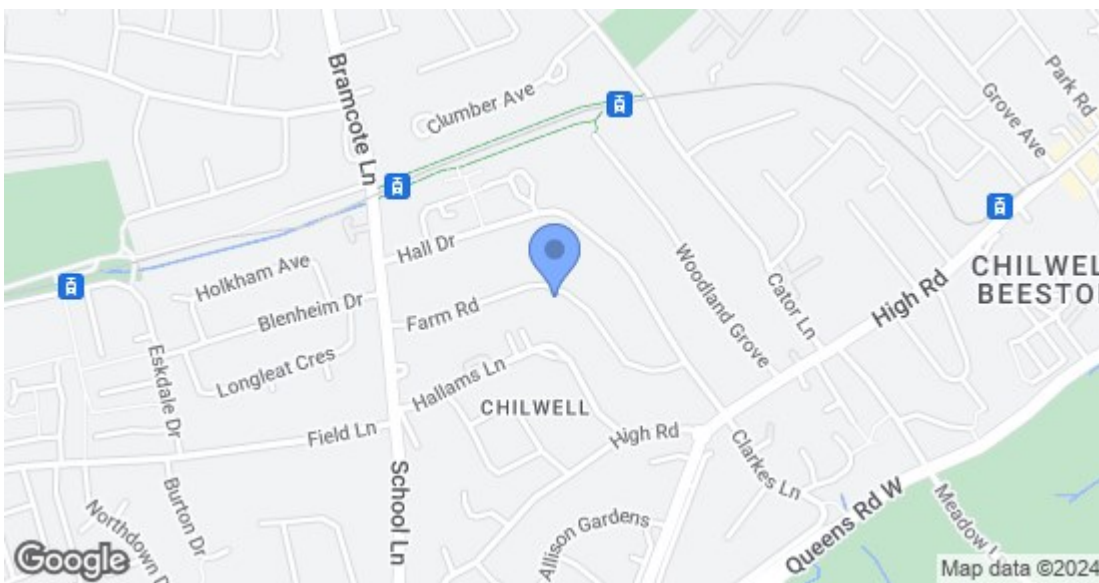 Bramcote Ln
Clumber Ave
Park Rd
Grove Ave
Hall Dr
Holkham Ave
Blenheim Dr
Farm Rd
Woodland Grove
Cator Ln
High Rd
CHILWELL
BEESTO
Eskdale Dr
Longleat Cres
Hallams Ln
CHILWELL
Field Ln
High Rd
School Ln
Burton Dr
Northdown D
Clarkes Ln
Allison Gardens
Queens Rd W
Meadow L
Google
Map data ©2024